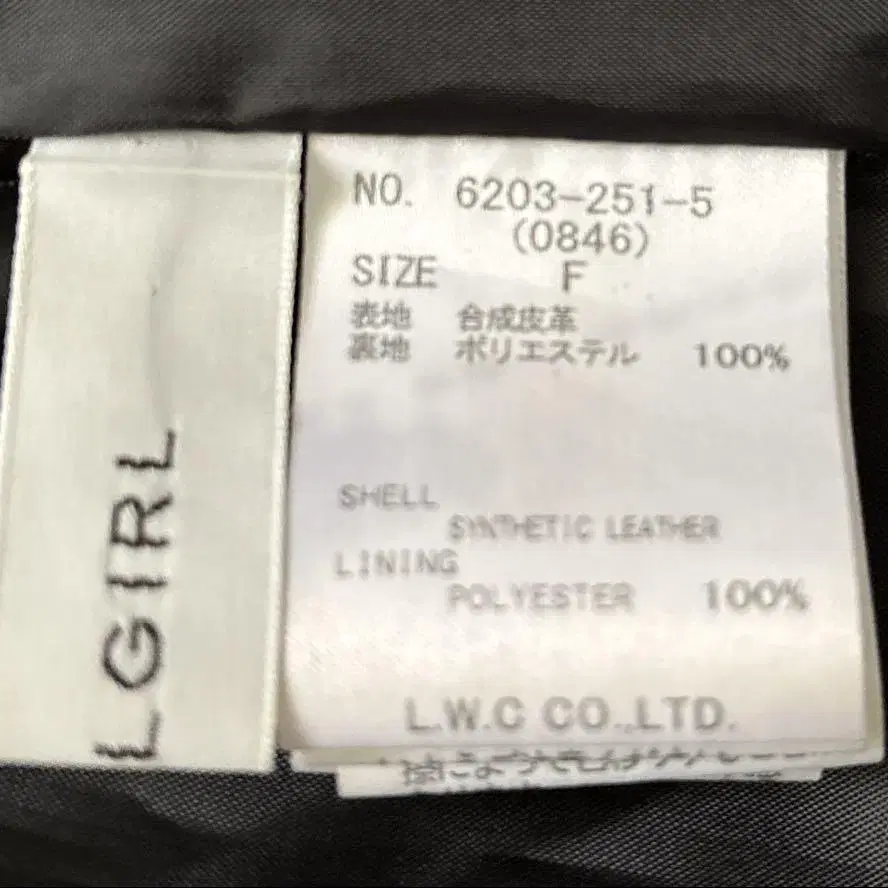 LGIRL
NO. 6203-251-5
(0846)
SIZE F
表地 合成皮革
裏地 ポリエステル 100%
SHELL
SYNTHETIC LEATHER
LINING
POLYESTER 100%
L.W.C CO.,LTD.